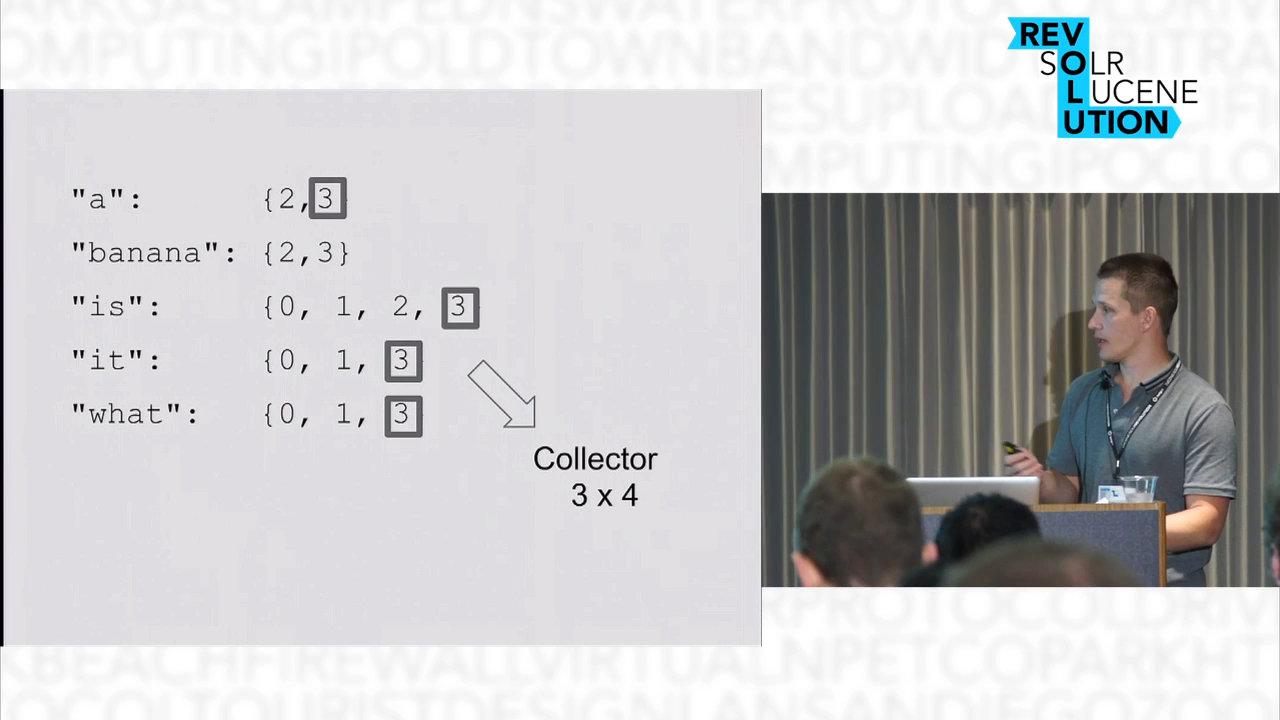 REV
SOLR
LUCENE
UTION
"a": {2,3
"banana": {2,3}
"is": {0, 1, 2, 3
"it": {0, 1, 3
"what": {0, 1, 3
Collector
3 x 4